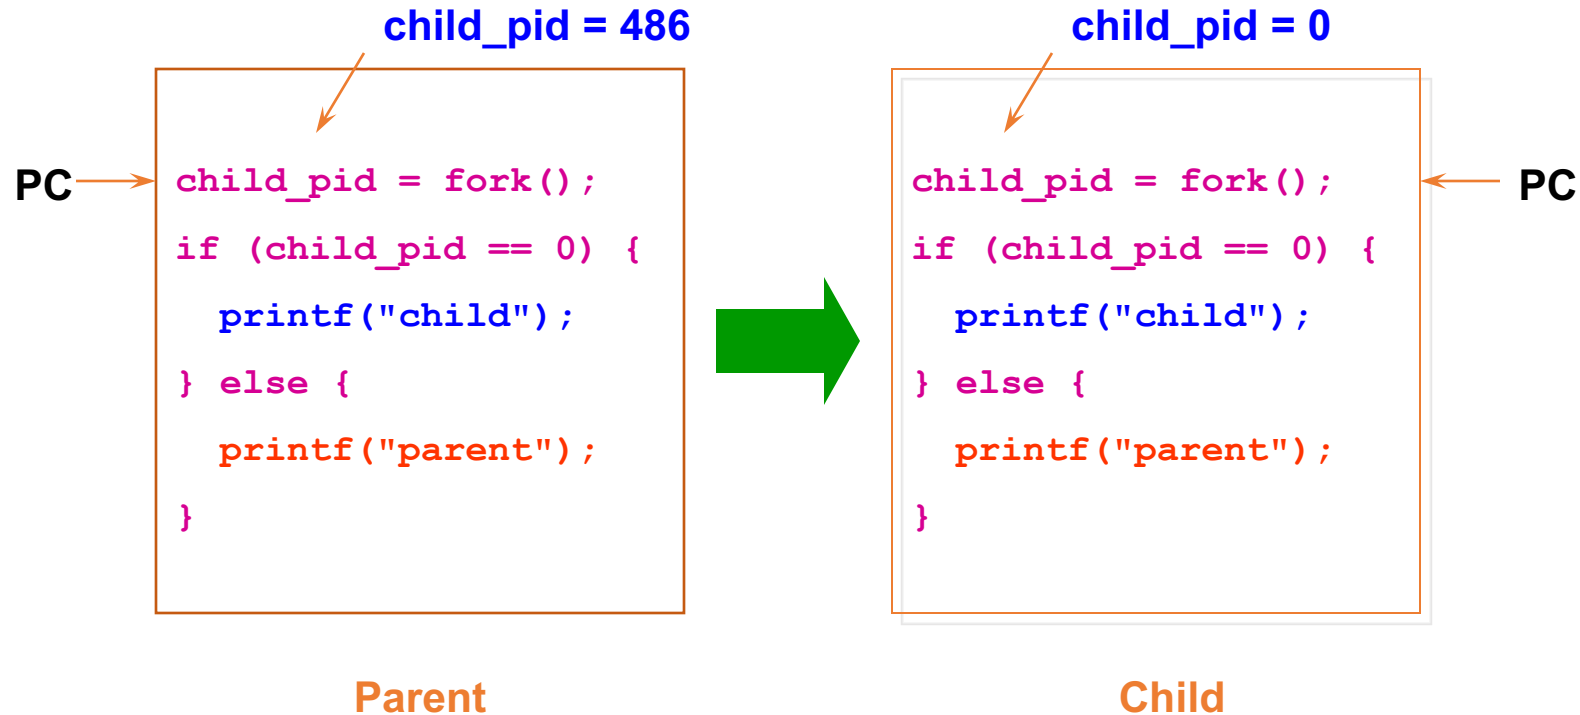 child_pid = 486
PC
child_pid = fork();
if (child_pid == 0) {
printf("child");
} else {
printf("parent");
}
Parent
child_pid = 0
PC
child_pid = fork();
if (child_pid == 0) {
printf("child");
} else {
printf("parent");
}
Child